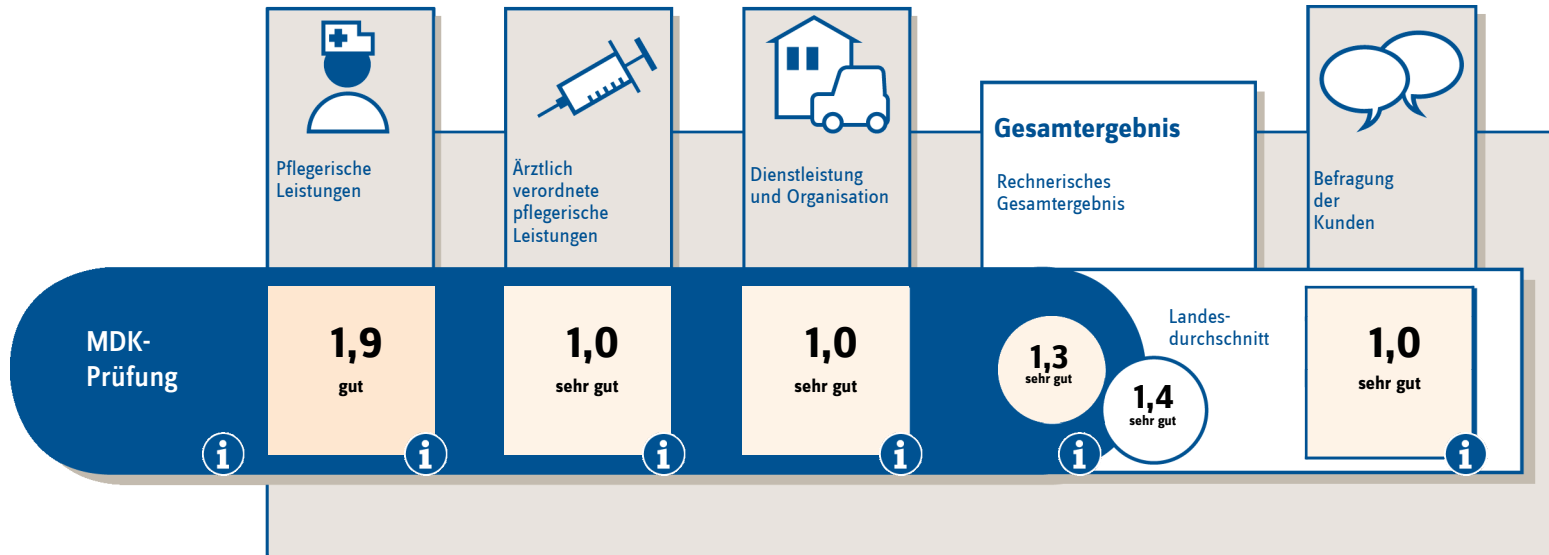 Pflegerische
Leistungen
Ärztlich
verordnete
pflegerische
Leistungen
Dienstleistung
und Organisation
Gesamtergebnis
Rechnerisches
Gesamtergebnis
Befragung
der
Kunden
MDK-
Prüfung
1,9
gut
1,0
sehr gut
1,0
sehr gut
1,3
sehr gut
Landes-
durchschnitt
1,4
sehr gut
1,0
sehr gut
i
i
i
i
i
i